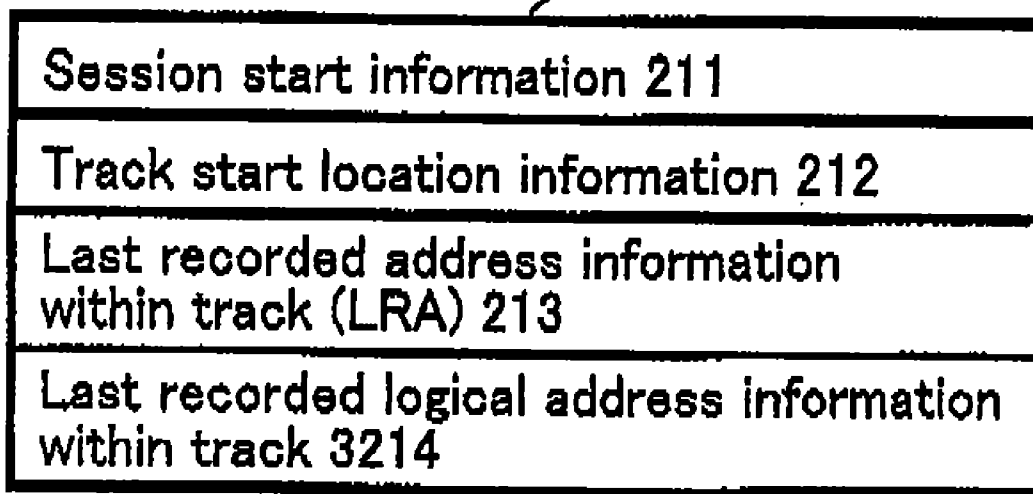 Session start information 211
Track start location information 212
Last recorded address information
within track (LRA) 213
Last recorded logical address information
within track 3214